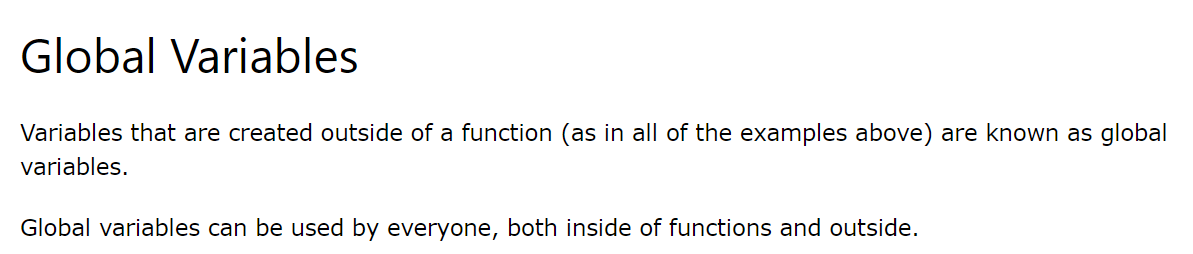 Global Variables
Variables that are created outside of a function (as in all of the examples above) are known as global
variables.
Global variables can be used by everyone, both inside of functions and outside.